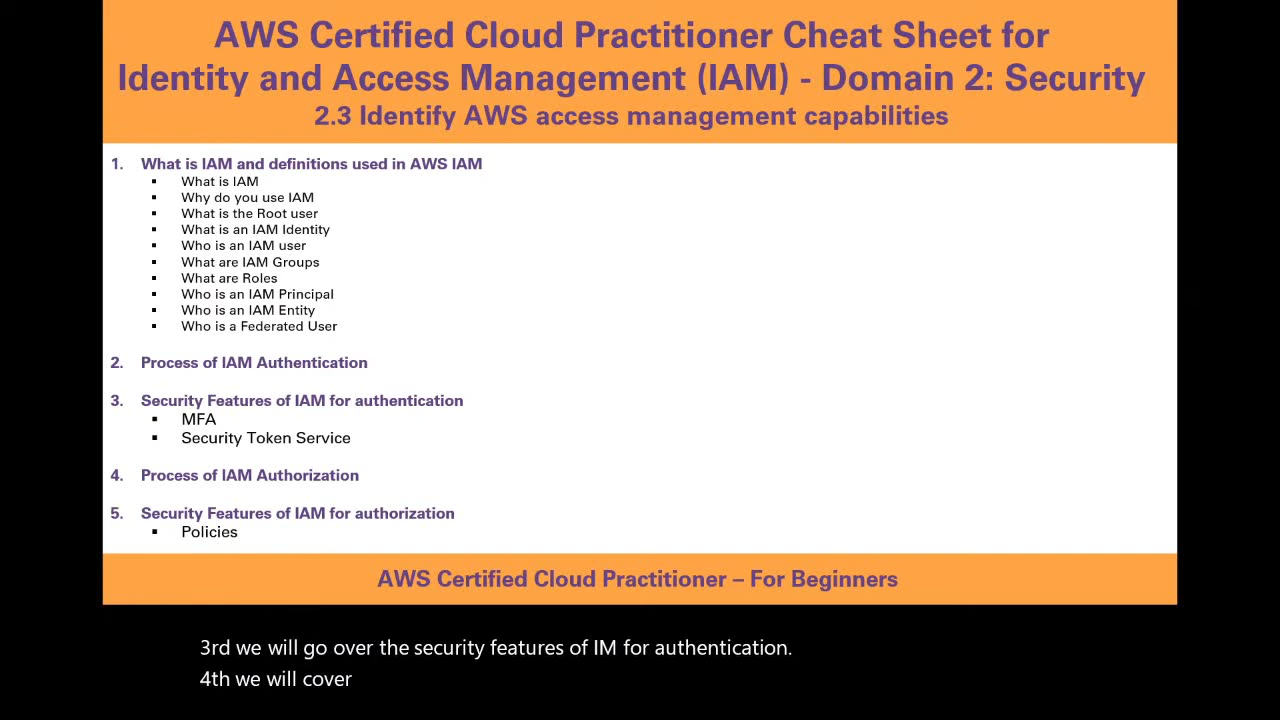 AWS Certified Cloud Practitioner Cheat Sheet for
Identity and Access Management (IAM) - Domain 2: Security
2.3 Identify AWS access management capabilities
1. What is IAM and definitions used in AWS IAM
▪ What is IAM
▪ Why do you use IAM
▪ What is the Root user
▪ What is an IAM Identity
▪ Who is an IAM user
▪ What are IAM Groups
▪ What are Roles
▪ Who is an IAM Principal
▪ Who is an IAM Entity
▪ Who is a Federated User
2. Process of IAM Authentication
3. Security Features of IAM for authentication
▪ MFA
▪ Security Token Service
4. Process of IAM Authorization
5. Security Features of IAM for authorization
▪ Policies
AWS Certified Cloud Practitioner – For Beginners
3rd we will go over the security features of IM for authentication.
4th we will cover